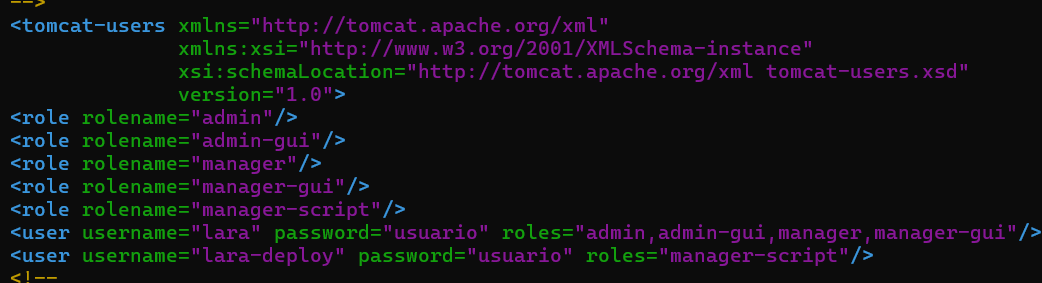 -->
<tomcat-users xmlns="http://tomcat.apache.org/xml"
xmlns:xsi="http://www.w3.org/2001/XMLSchema-instance"
xsi:schemaLocation="http://tomcat.apache.org/xml tomcat-users.xsd"
version="1.0">
<role rolename="admin"/>
<role rolename="admin-gui"/>
<role rolename="manager"/>
<role rolename="manager-gui"/>
<role rolename="manager-script"/>
<user username="lara" password="usuario" roles="admin,admin-gui,manager,manager-gui"/>
<user username="lara-deploy" password="usuario" roles="manager-script"/>
<!--